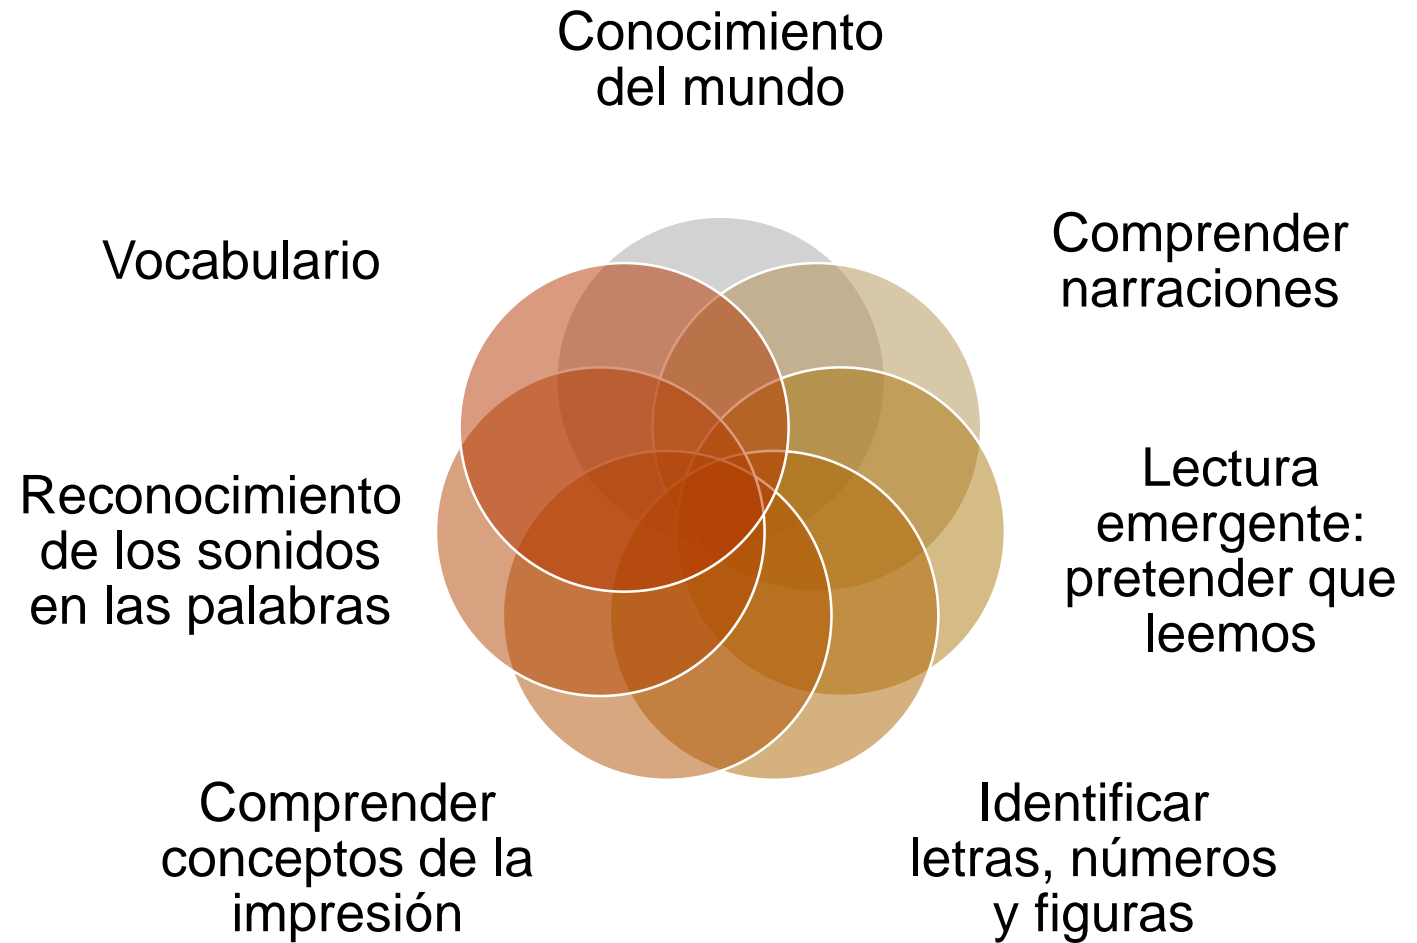 Conocimiento
del mundo
Comprender
narraciones
Lectura
emergente:
pretender que
leemos
Identificar
letras, números
y figuras
Comprender
conceptos de la
impresión
Reconocimiento
de los sonidos
en las palabras
Vocabulario